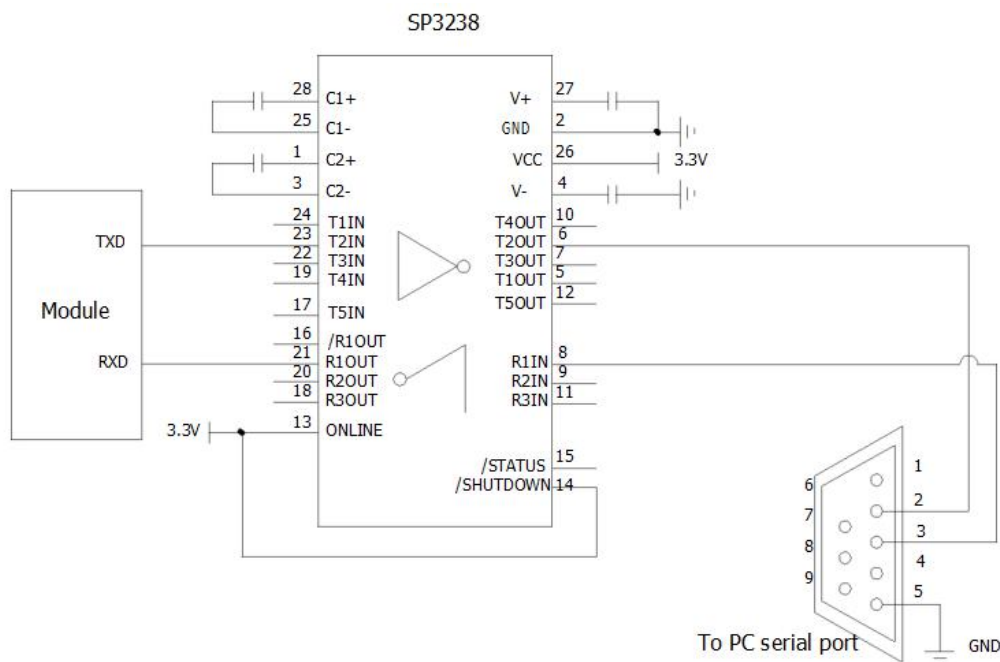 SP3238
28 C1+
25 C1-
1 C2+
3 C2-
24 T1IN
23 T2IN
22 T3IN
19 T4IN
17 T5IN
16 /R1OUT
21 R1OUT
20 R2OUT
18 R3OUT
13 ONLINE
3.3V
V+ 27
GND 2
VCC 26
3.3V
V- 4
T4OUT 10
T2OUT 6
T3OUT 7
T1OUT 5
T5OUT 12
R1IN 8
R2IN 9
R3IN 11
/STATUS 15
/SHUTDOWN 14
TXD
Module
RXD
1
2
3
4
5
6
7
8
9
To PC serial port
GND